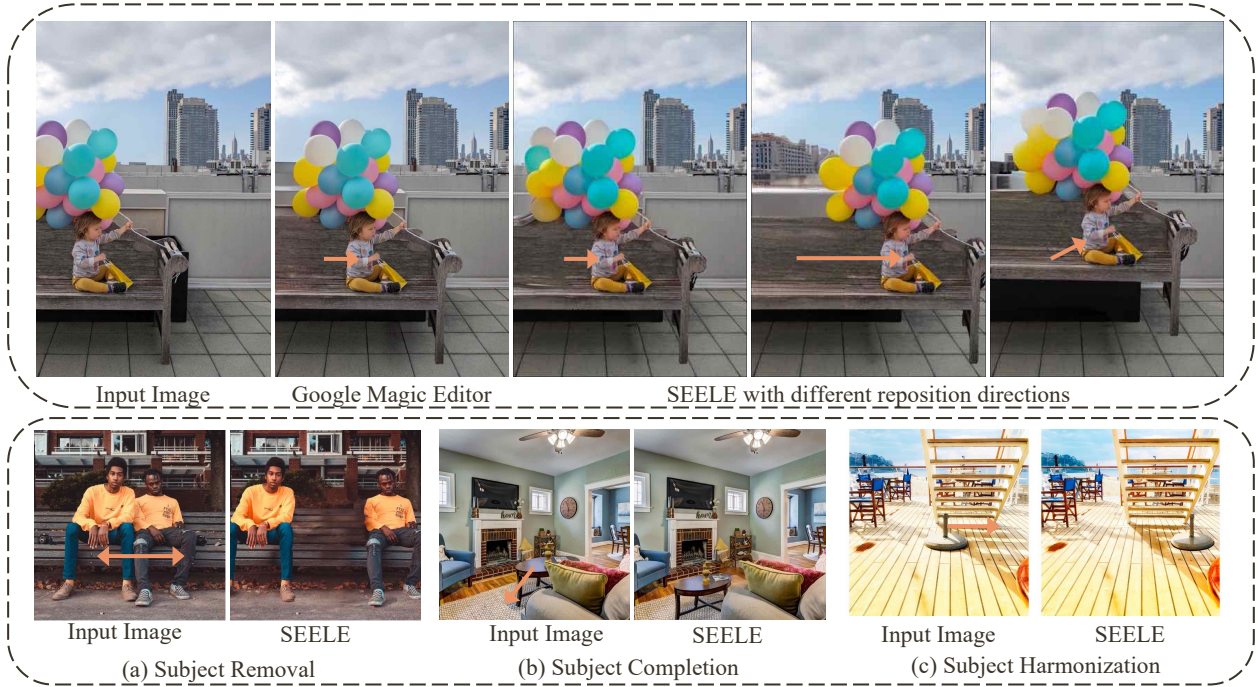 Input Image
Google Magic Editor
SEELE with different reposition directions
Input Image
SEELE
Input Image
SEELE
Input Image
SEELE
(a) Subject Removal
(b) Subject Completion
(c) Subject Harmonization